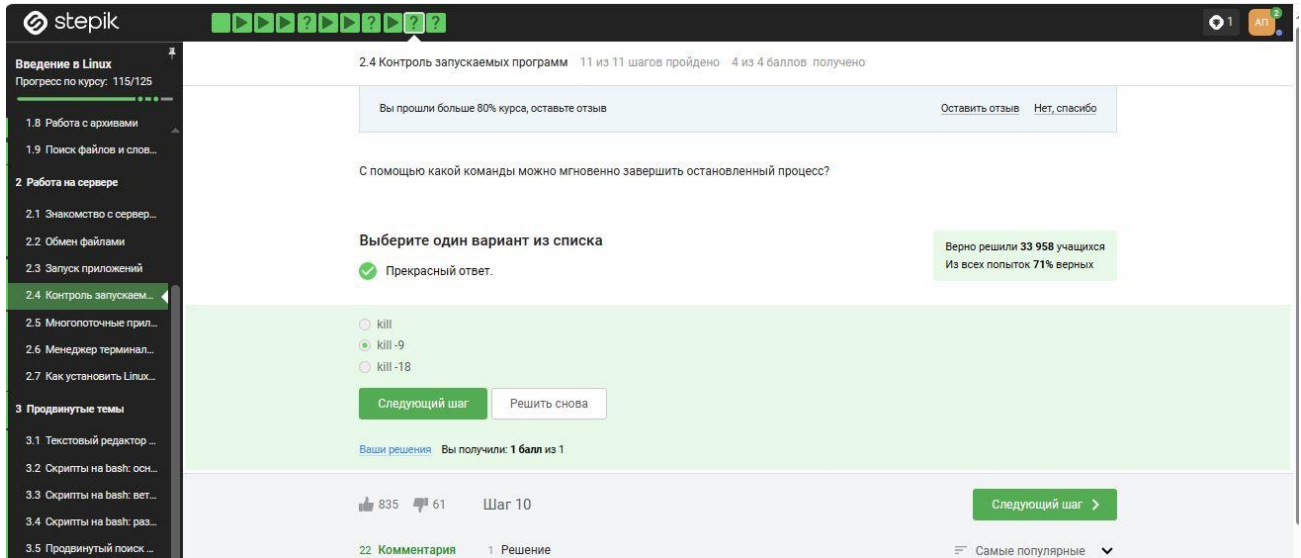 stepik
? ? ? ?
1
АП
2
Введение в Linux
Прогресс по курсу: 115/125
1.8 Работа с архивами
1.9 Поиск файлов и слов...
2 Работа на сервере
2.1 Знакомство с сервер...
2.2 Обмен файлами
2.3 Запуск приложений
2.4 Контроль запускаем...
2.5 Многопоточные прил...
2.6 Менеджер терминал...
2.7 Как установить Linux...
3 Продвинутые темы
3.1 Текстовый редактор ...
3.2 Скрипты на bash: осн...
3.3 Скрипты на bash: вет...
3.4 Скрипты на bash: раз...
3.5 Продвинутый поиск ...
2.4 Контроль запускаемых программ 11 из 11 шагов пройдено 4 из 4 баллов получено
Вы прошли больше 80% курса, оставьте отзыв Оставить отзыв Нет, спасибо
С помощью какой команды можно мгновенно завершить остановленный процесс?
Выберите один вариант из списка
Прекрасный ответ.
Верно решили 33 958 учащихся
Из всех попыток 71% верных
kill
kill -9
kill -18
Следующий шаг Решить снова
Ваши решения Вы получили: 1 балл из 1
835 61 Шаг 10 Следующий шаг
22 Комментария 1 Решение Самые популярные